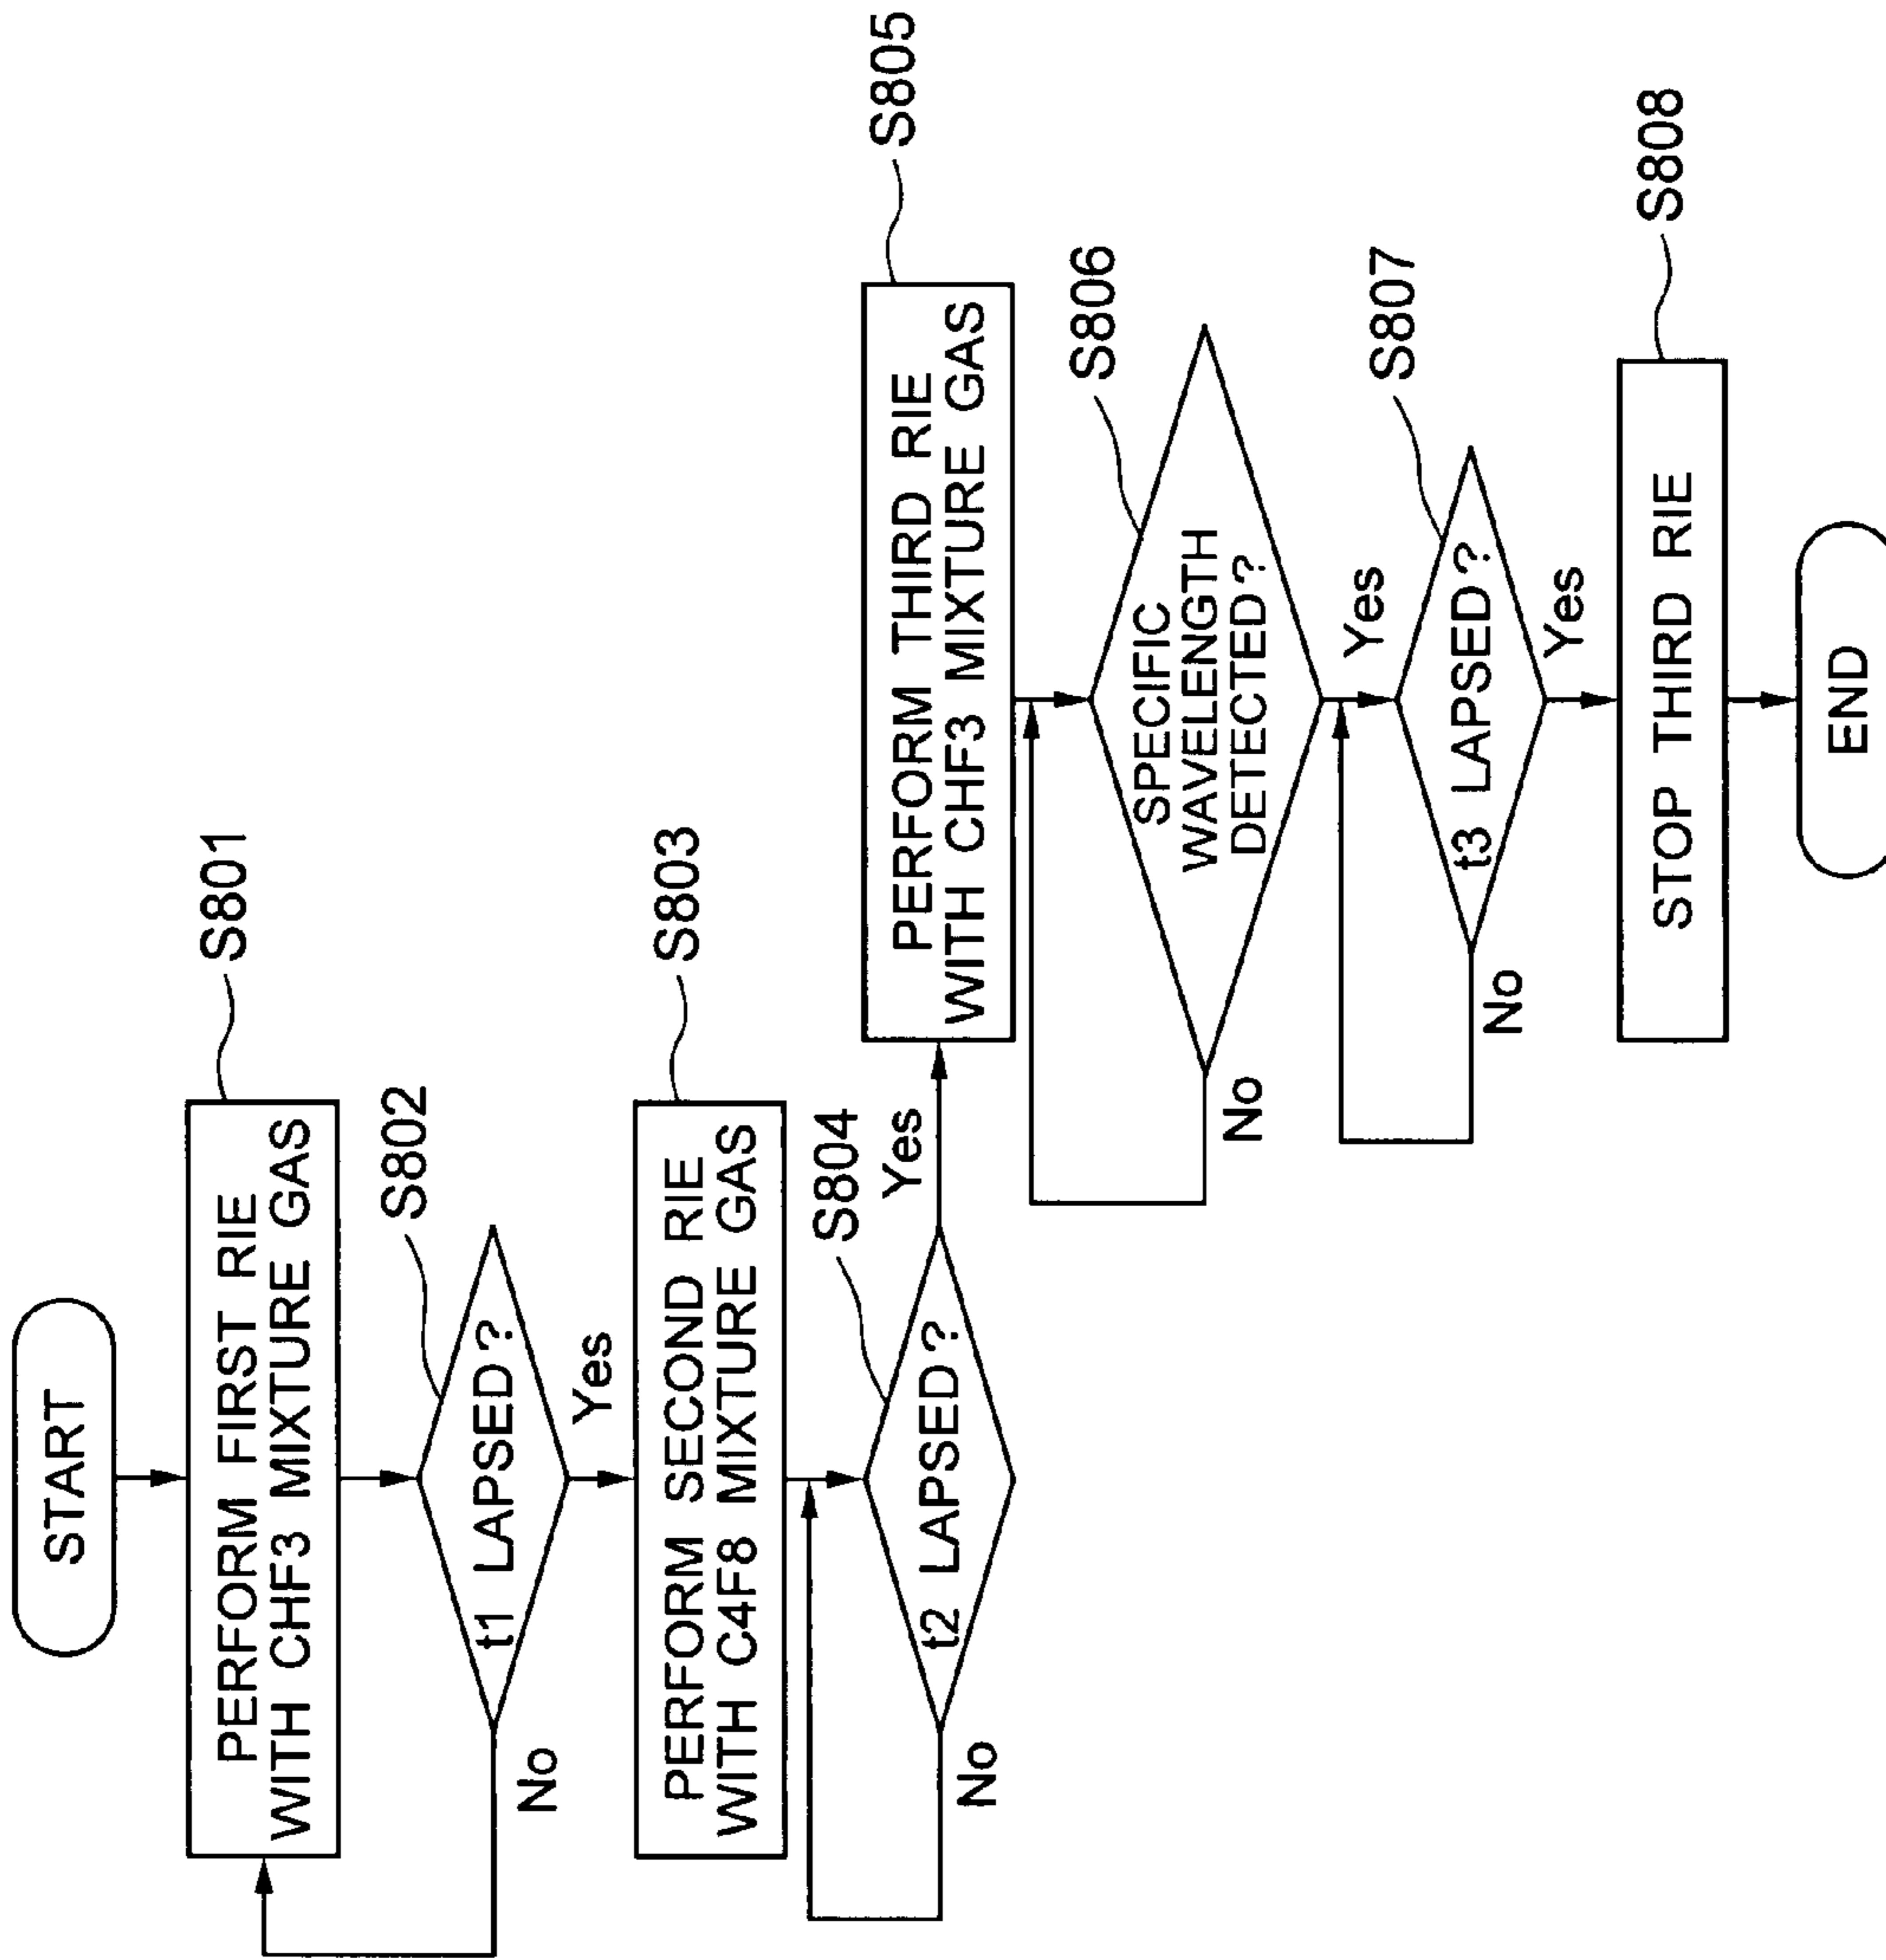 START
PERFORM FIRST RIE
WITH CHF3 MIXTURE GAS
S801
t1 LAPSED?
S802
No
Yes
PERFORM SECOND RIE
WITH C4F8 MIXTURE GAS
S803
t2 LAPSED?
S804
No
Yes
PERFORM THIRD RIE
WITH CHF3 MIXTURE GAS
S805
SPECIFIC
WAVELENGTH
DETECTED?
S806
No
Yes
t3 LAPSED?
S807
No
Yes
STOP THIRD RIE
S808
END